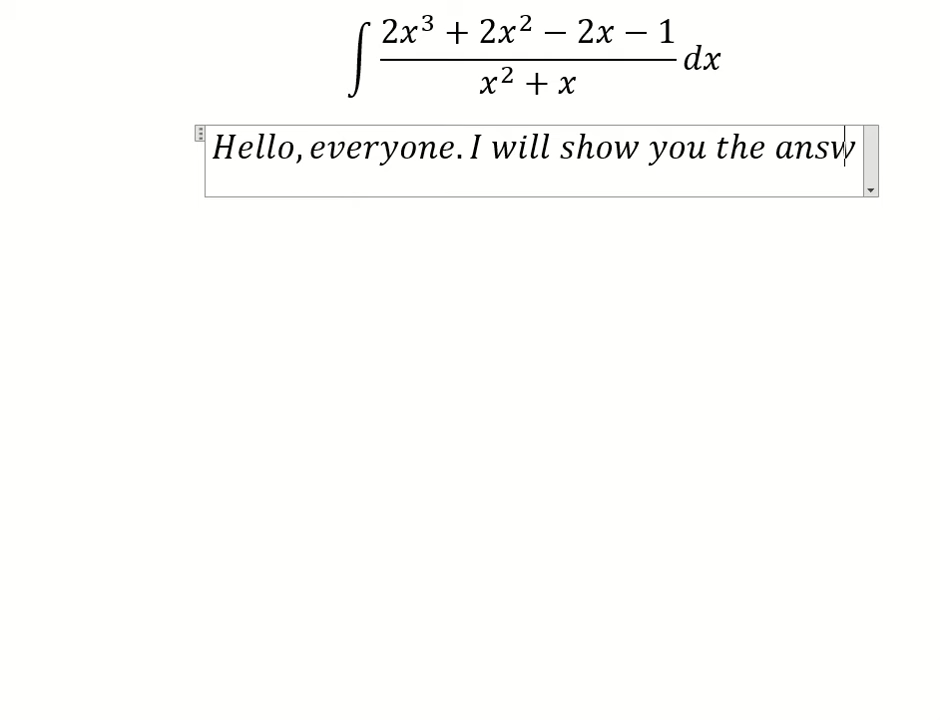 ∫ (2x³ + 2x² − 2x − 1)/(x² + x) dx
Hello, everyone. I will show you the answ